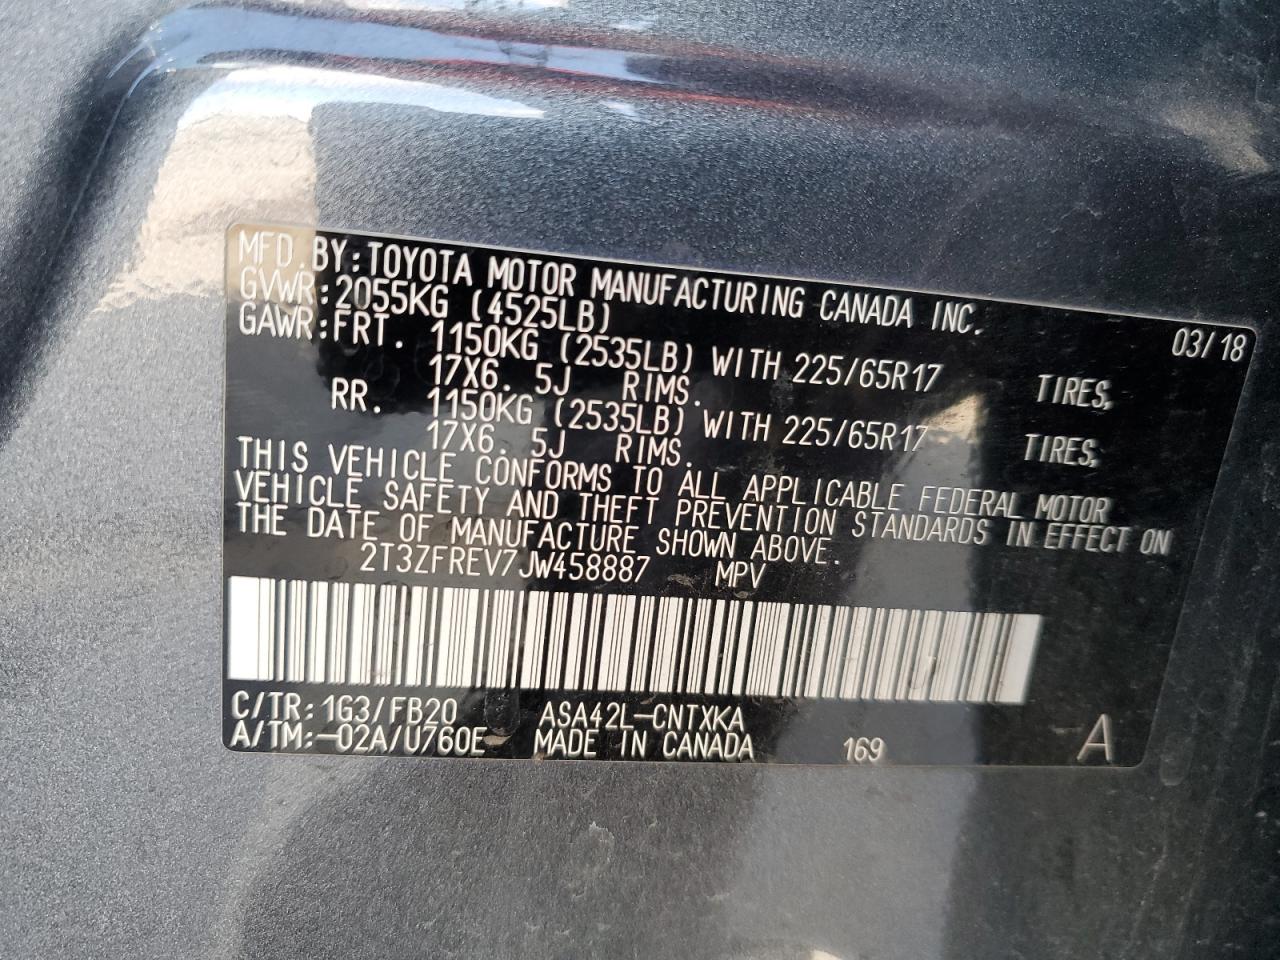 MFD. BY:TOYOTA MOTOR MANUFACTURING CANADA INC. 03/18
GVWR:2055KG (4525LB)
GAWR:FRT. 1150KG (2535LB) WITH 225/65R17 TIRES,
17X6. 5J RIMS.
RR. 1150KG (2535LB) WITH 225/65R17 TIRES,
17X6. 5J RIMS.
THIS VEHICLE CONFORMS TO ALL APPLICABLE FEDERAL MOTOR
VEHICLE SAFETY AND THEFT PREVENTION STANDARDS IN EFFECT ON
THE DATE OF MANUFACTURE SHOWN ABOVE.
2T3ZFREV7JW458887 MPV
C/TR:1G3/FB20 ASA42L-CNTXKA
A/TM:-02A/U760E MADE IN CANADA 169 A